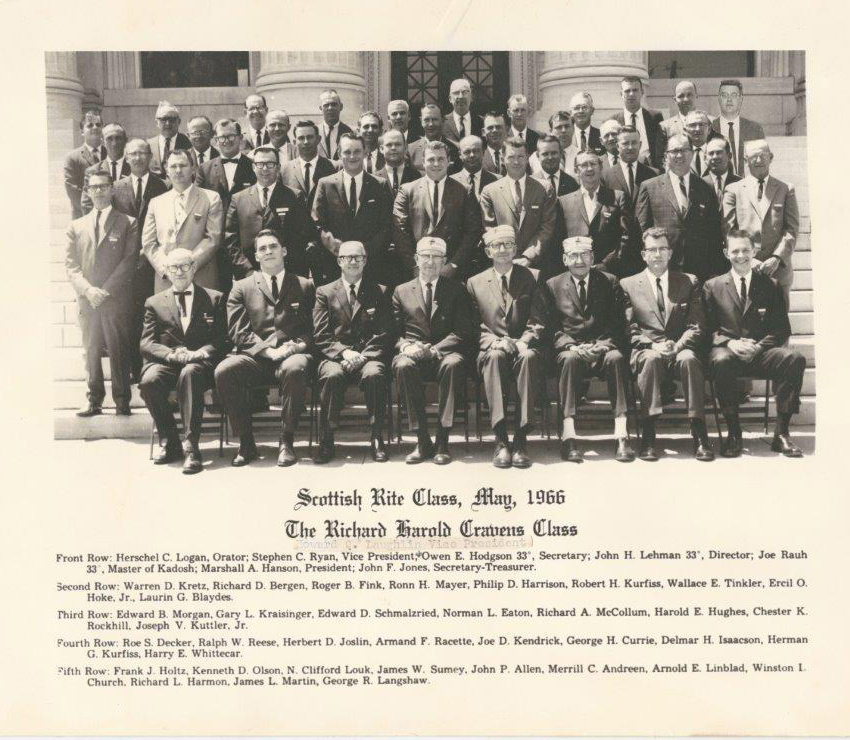 Scottish Rite Class, May, 1966
The Richard Harold Cravens Class
Howard C. Laughlin Vice President)
Front Row: Herschel C. Logan, Orator; Stephen C. Ryan, Vice President; Owen E. Hodgson 33°, Secretary; John H. Lehman 33°, Director; Joe Rauh
33°, Master of Kadosh; Marshall A. Hanson, President; John F. Jones, Secretary-Treasurer.
Second Row: Warren D. Kretz, Richard D. Bergen, Roger B. Fink, Ronn H. Mayer, Philip D. Harrison, Robert H. Kurfiss, Wallace E. Tinkler, Ercil O.
Hoke, Jr., Laurin G. Blaydes.
Third Row: Edward B. Morgan, Gary L. Kraisinger, Edward D. Schmalzried, Norman L. Eaton, Richard A. McCollum, Harold E. Hughes, Chester K.
Rockhill, Joseph V. Kuttler, Jr.
Fourth Row: Roe S. Decker, Ralph W. Reese, Herbert D. Joslin, Armand F. Racette, Joe D. Kendrick, George H. Currie, Delmar H. Isaacson, Herman
G. Kurfiss, Harry E. Whittecar.
Fifth Row: Frank J. Holtz, Kenneth D. Olson, N. Clifford Louk, James W. Sumey, John P. Allen, Merrill C. Andreen, Arnold E. Linblad, Winston I.
Church, Richard L. Harmon, James L. Martin, George R. Langshaw.